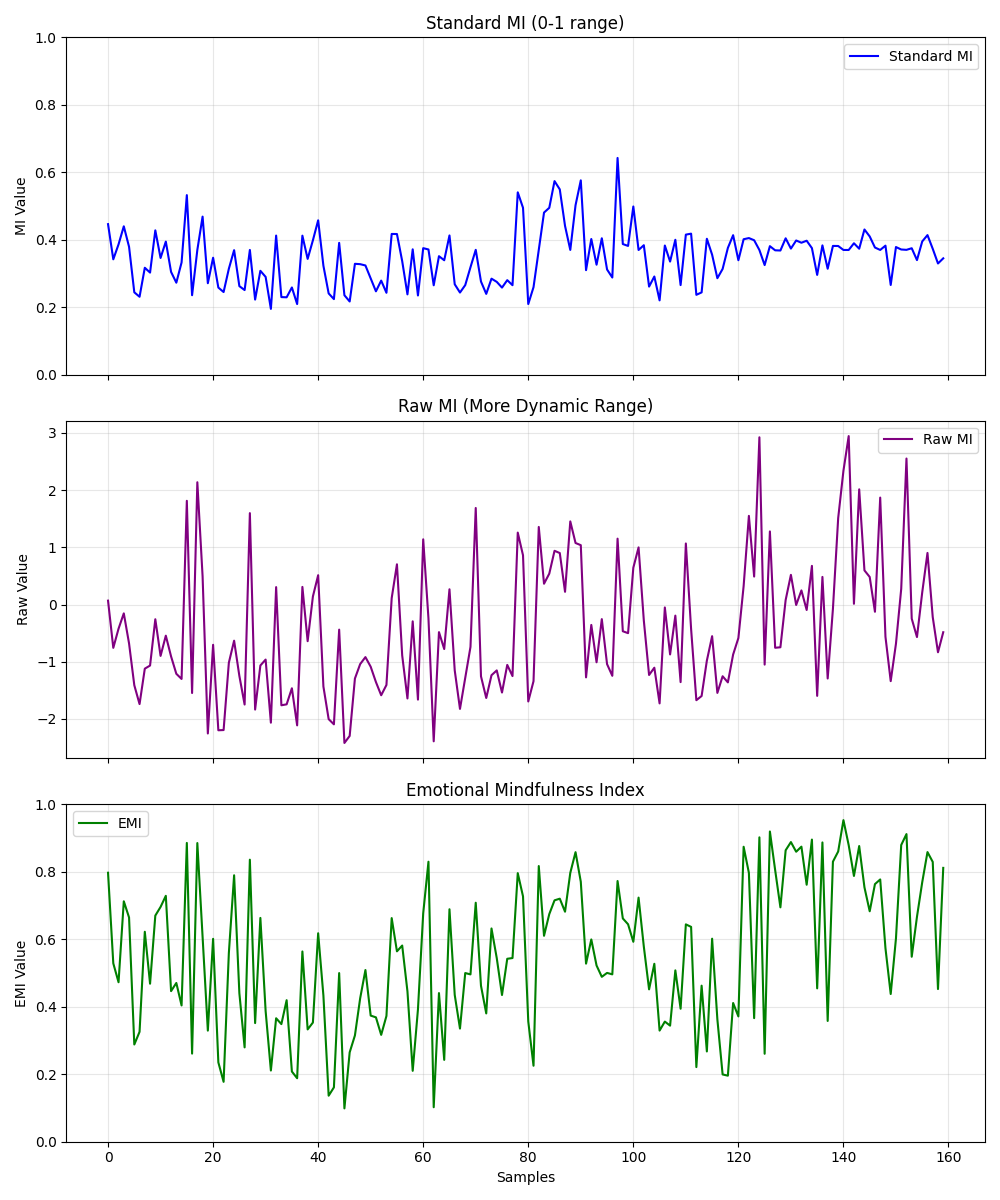 Standard MI (0-1 range)
1.0
0.8
0.6
0.4
0.2
0.0
MI Value
Standard MI
Raw MI (More Dynamic Range)
3
2
1
0
−1
−2
Raw Value
Raw MI
Emotional Mindfulness Index
1.0
0.8
0.6
0.4
0.2
0.0
EMI Value
EMI
0 20 40 60 80 100 120 140 160
Samples